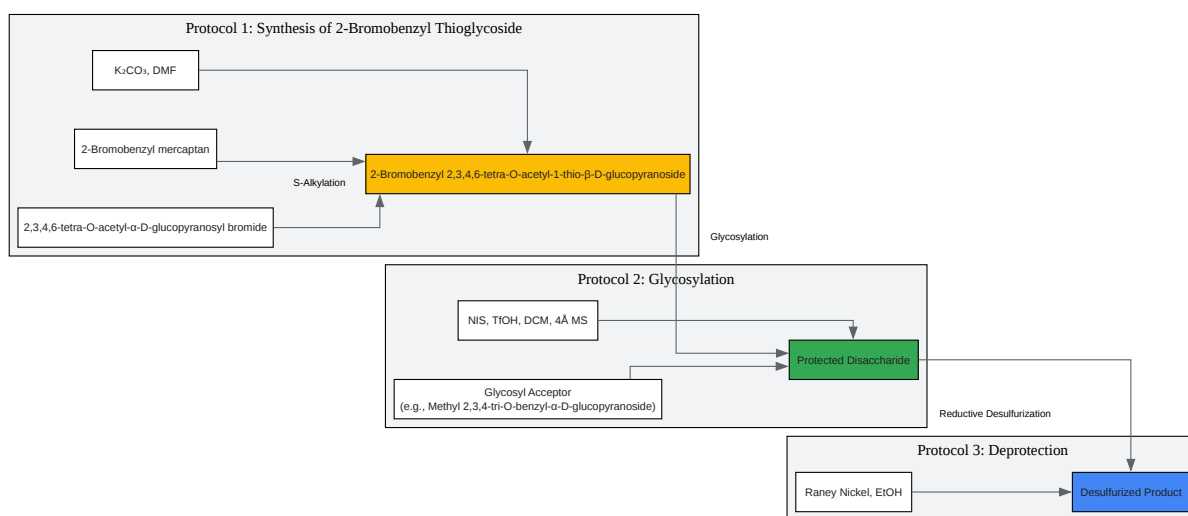 Protocol 1: Synthesis of 2-Bromobenzyl Thioglycoside
K₂CO₃, DMF
2-Bromobenzyl mercaptan
S-Alkylation
2-Bromobenzyl 2,3,4,6-tetra-O-acetyl-1-thio-β-D-glucopyranoside
2,3,4,6-tetra-O-acetyl-α-D-glucopyranosyl bromide
Glycosylation
Protocol 2: Glycosylation
NIS, TfOH, DCM, 4Å MS
Protected Disaccharide
Glycosyl Acceptor
(e.g., Methyl 2,3,4-tri-O-benzyl-α-D-glucopyranoside)
Reductive Desulfurization
Protocol 3: Deprotection
Raney Nickel, EtOH
Desulfurized Product